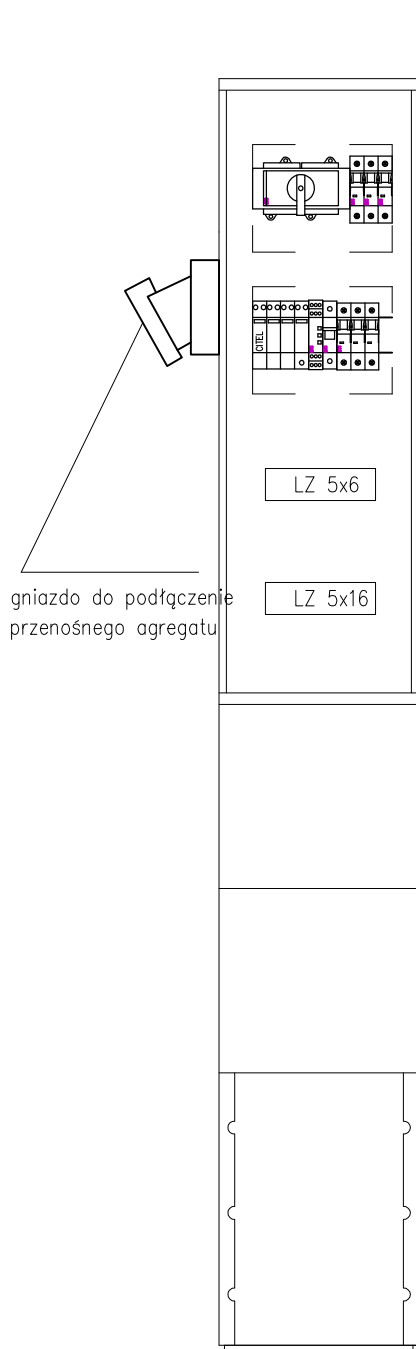 CITEL
LZ 5x6
LZ 5x16
gniazdo do podłączenie
przenośnego agregatu